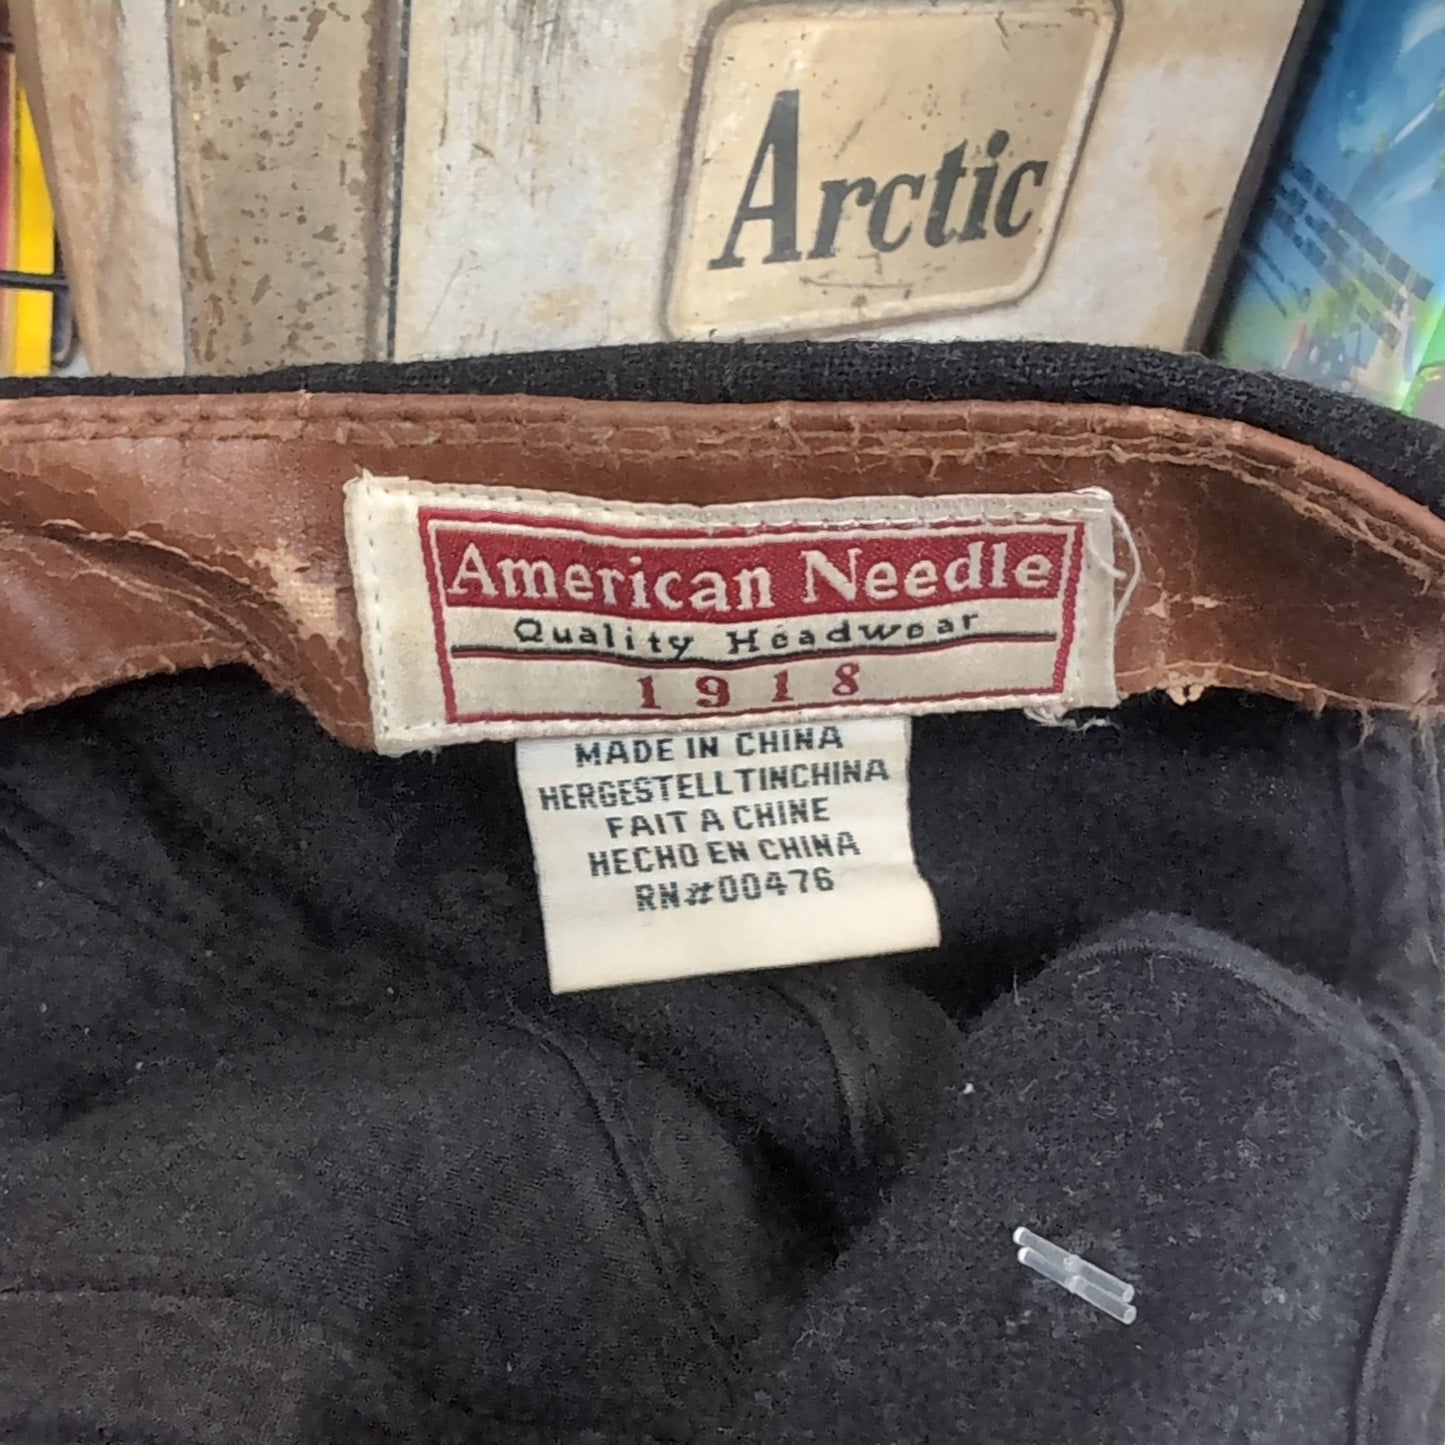 Arctic
American Needle
Quality Headwear
1918
MADE IN CHINA
HERGESTELLTINCHINA
FAIT A CHINE
HECHO EN CHINA
RN#00476